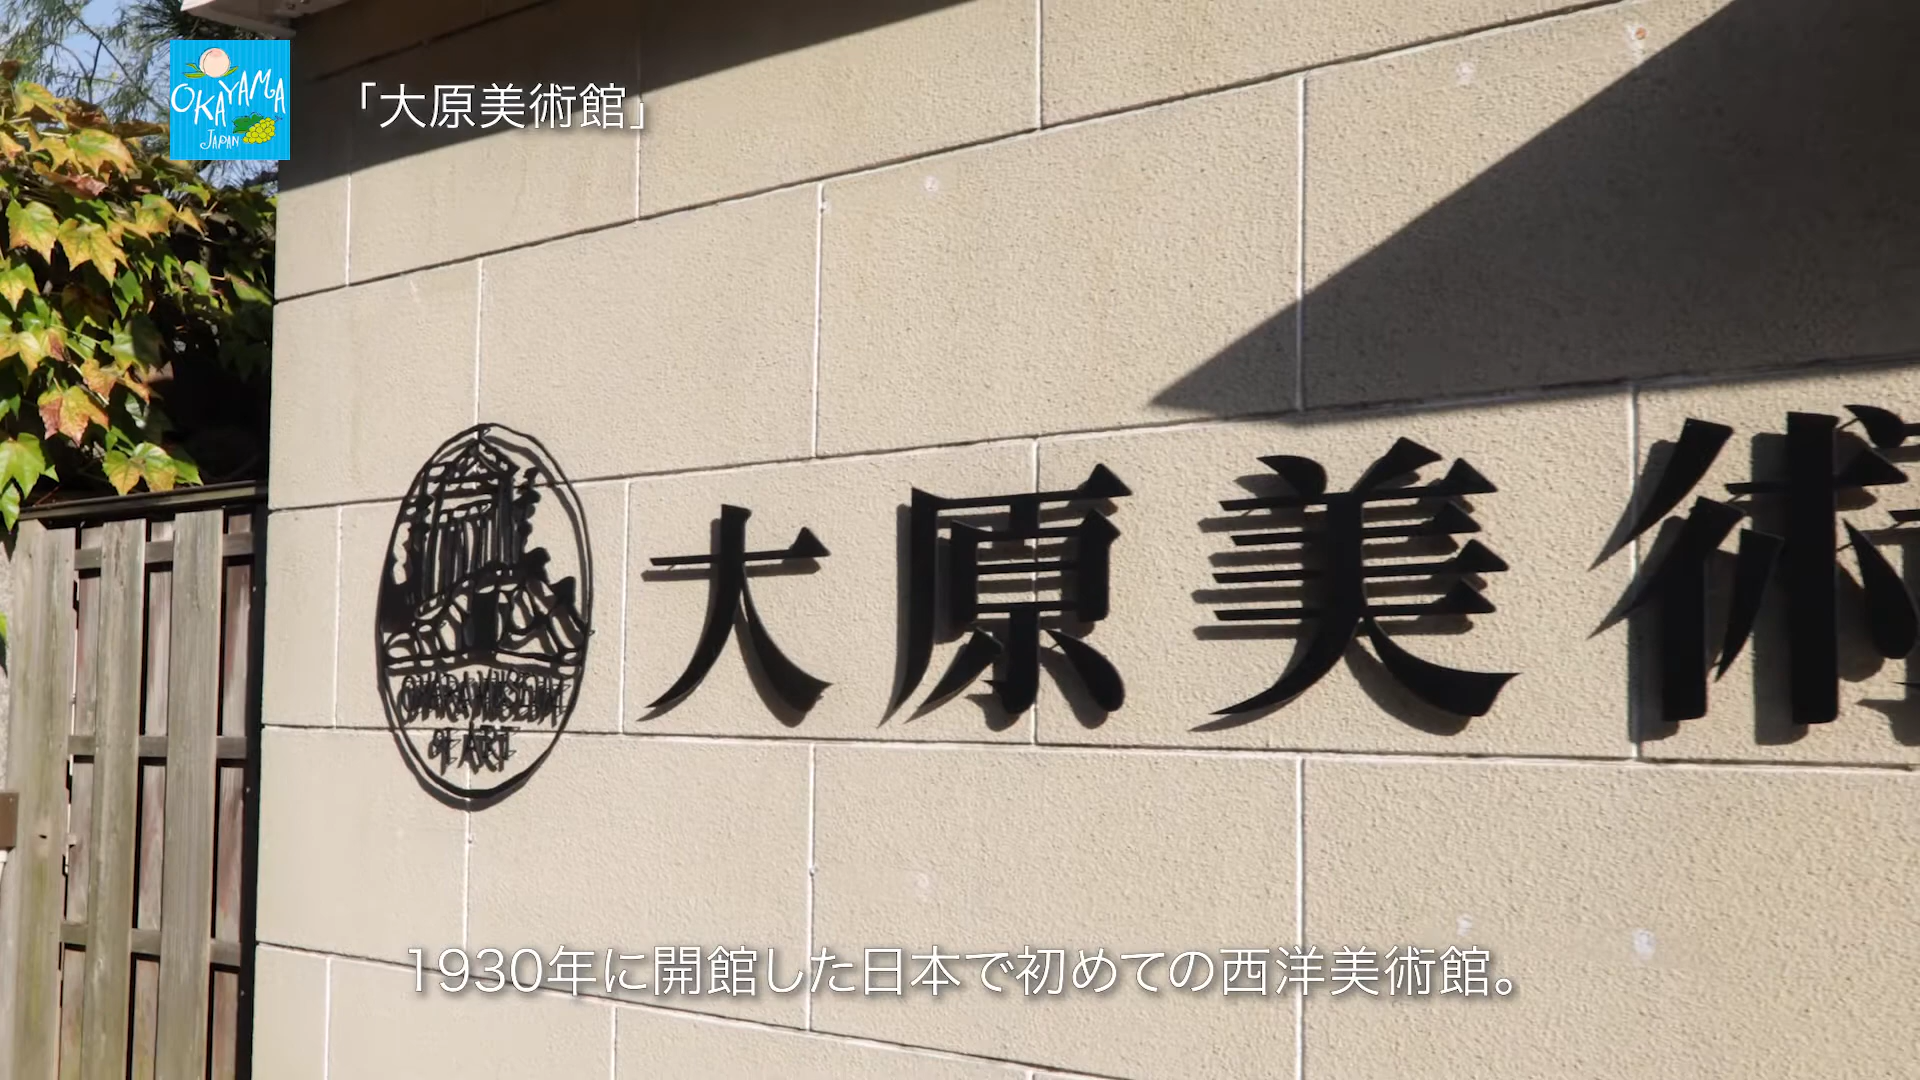 OKAYAMA
JAPAN
「大原美術館」
大原美術
OHARA MUSEUM
OF ART
1930年に開館した日本で初めての西洋美術館。